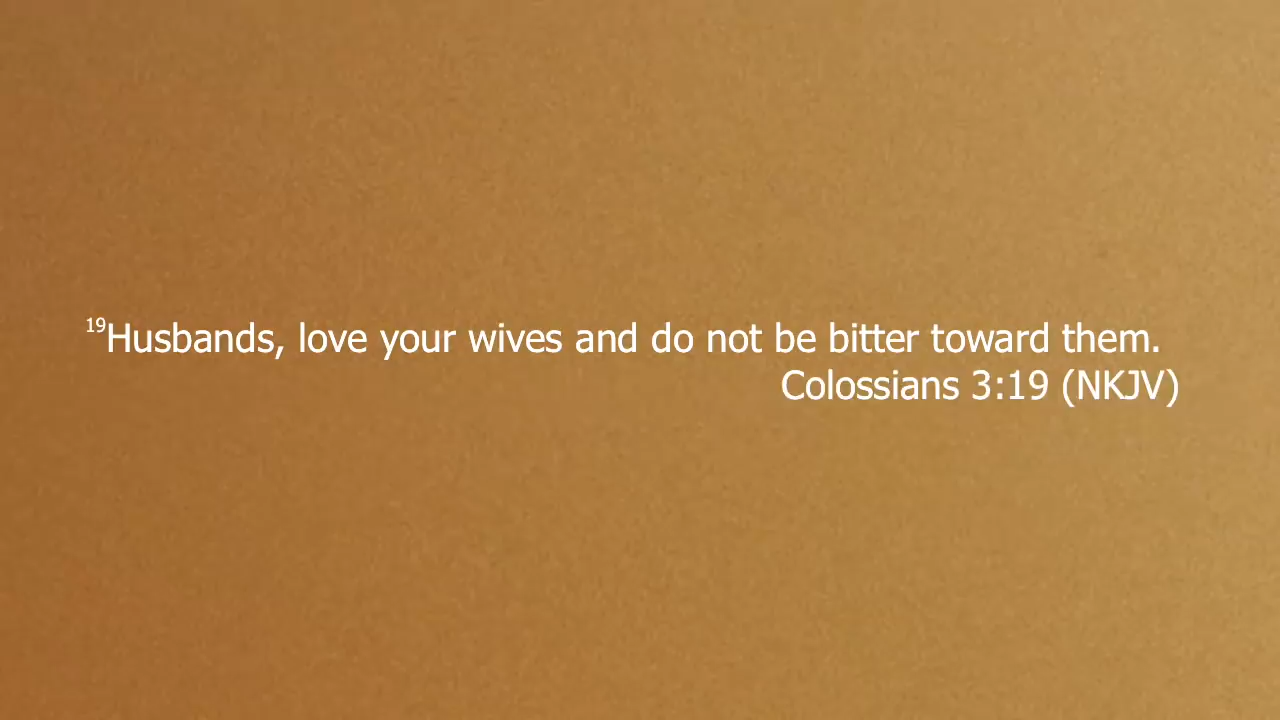 19Husbands, love your wives and do not be bitter toward them.
Colossians 3:19 (NKJV)